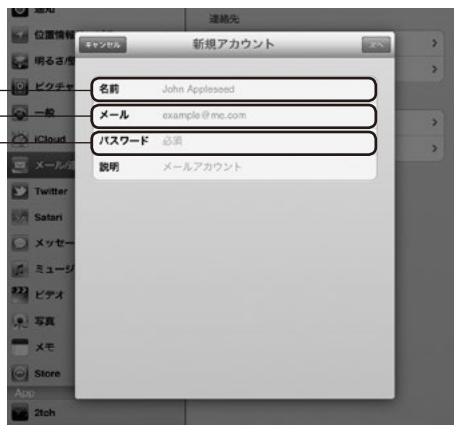 通知
連絡先
位置情報
キャンセル
新規アカウント
次へ
明るさ/壁
ピクチャ
名前 John Appleseed
一般
メール example@me.com
iCloud
パスワード 必須
メール/連
説明 メールアカウント
Twitter
Safari
メッセー
ミュージ
ビデオ
写真
メモ
Store
App
2tch